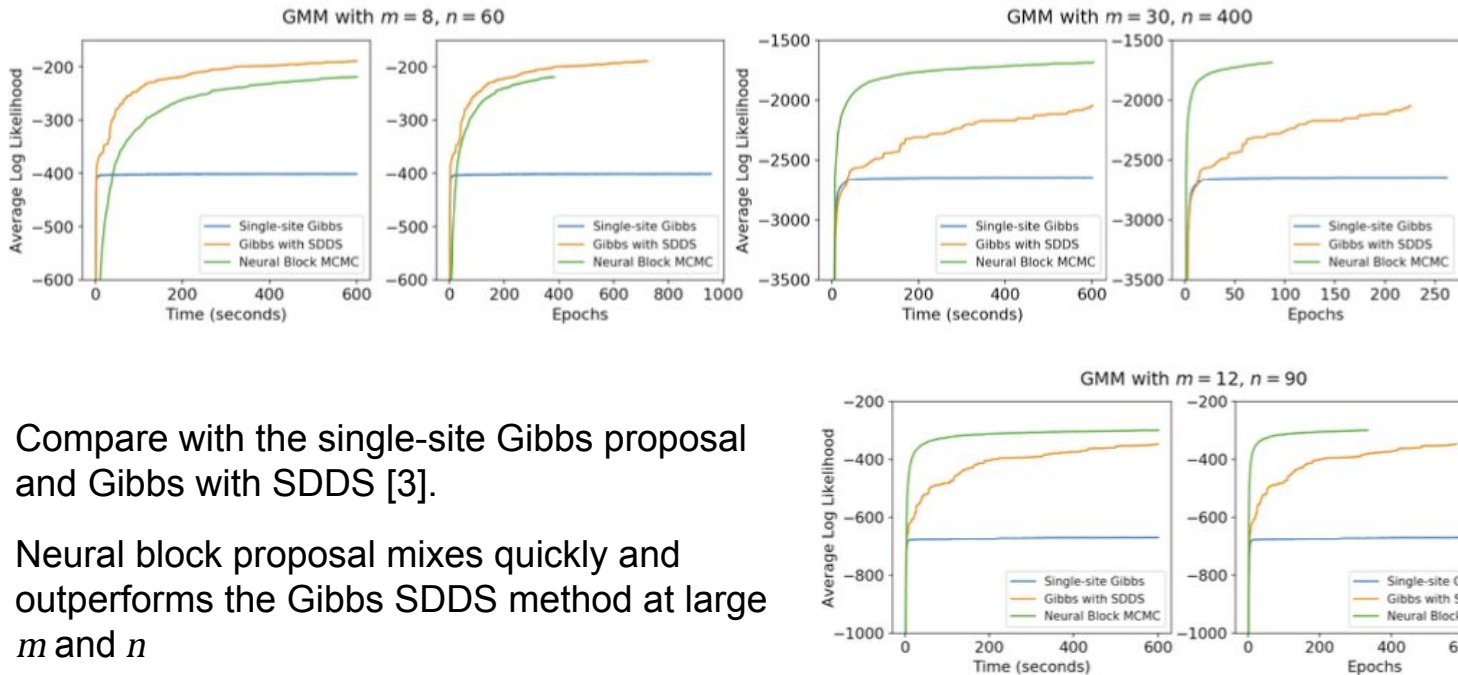 GMM with m = 8, n = 60
−200
−300
−400
−500
−600
Average Log Likelihood
0 200 400 600
Time (seconds)
Single-site Gibbs
Gibbs with SDDS
Neural Block MCMC
−200
−300
−400
−500
−600
0 200 400 600 800 1000
Epochs
Single-site Gibbs
Gibbs with SDDS
Neural Block MCMC
GMM with m = 30, n = 400
−1500
−2000
−2500
−3000
−3500
Average Log Likelihood
0 200 400 600
Time (seconds)
Single-site Gibbs
Gibbs with SDDS
Neural Block MCMC
−1500
−2000
−2500
−3000
−3500
0 50 100 150 200 250
Epochs
Single-site Gibbs
Gibbs with SDDS
Neural Block MCMC
Compare with the single-site Gibbs proposal
and Gibbs with SDDS [3].
Neural block proposal mixes quickly and
outperforms the Gibbs SDDS method at large
m and n
GMM with m = 12, n = 90
−200
−400
−600
−800
−1000
Average Log Likelihood
0 200 400 600
Time (seconds)
Single-site Gibbs
Gibbs with SDDS
Neural Block MCMC
−200
−400
−600
−800
−1000
0 200 400
Epochs
Single-site
Gibbs with
Neural Block